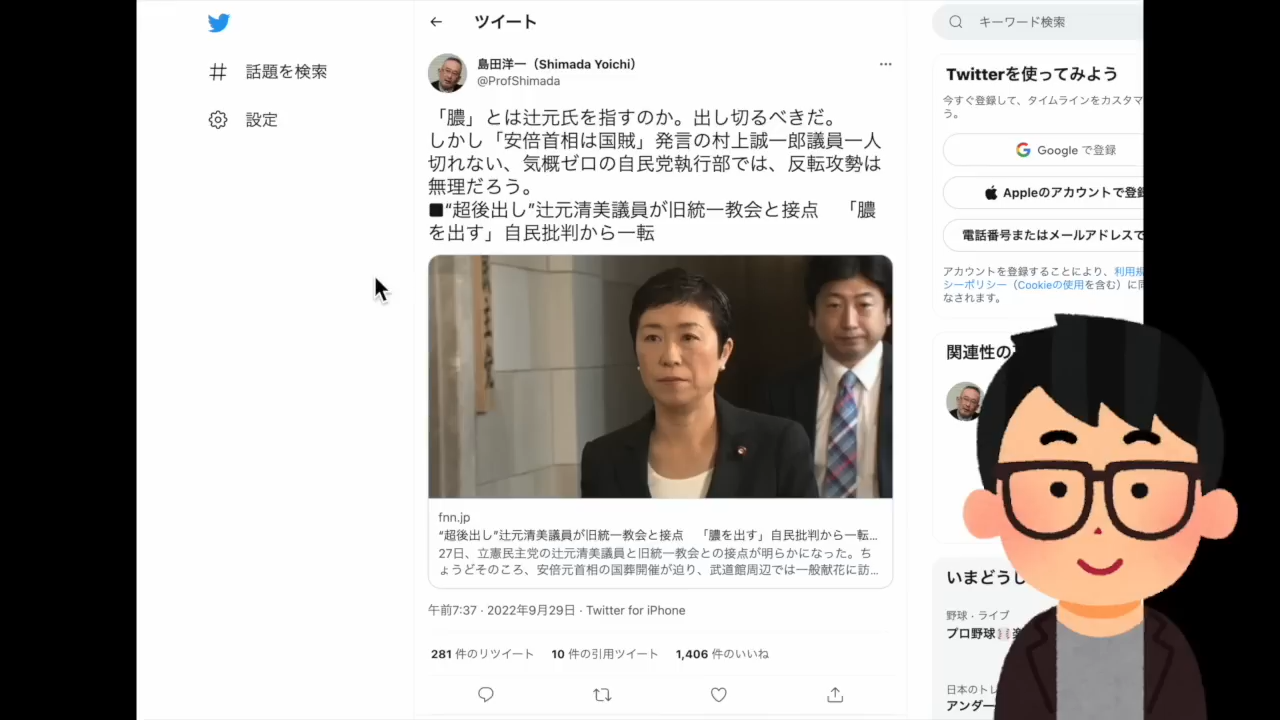 ツイート
キーワード検索
話題を検索
設定
島田洋一（Shimada Yoichi）
@ProfShimada
「膿」とは辻元氏を指すのか。出し切るべきだ。
しかし「安倍首相は国賊」発言の村上誠一郎議員一人
切れない、気概ゼロの自民党執行部では、反転攻勢は
無理だろう。
■“超後出し”辻元清美議員が旧統一教会と接点　「膿
を出す」自民批判から一転
fnn.jp
“超後出し”辻元清美議員が旧統一教会と接点　「膿を出す」自民批判から一転...
27日、立憲民主党の辻元清美議員と旧統一教会との接点が明らかになった。ち
ょうどそのころ、安倍元首相の国葬開催が迫り、武道館周辺では一般献花に訪...
午前7:37 · 2022年9月29日 · Twitter for iPhone
281 件のリツイート 10 件の引用ツイート 1,406 件のいいね
Twitterを使ってみよう
今すぐ登録して、タイムラインをカスタマ
う。
Google で登録
Appleのアカウントで登録
電話番号またはメールアドレスで
アカウントを登録することにより、利用規
シーポリシー（Cookieの使用を含む）に同
なされます。
関連性の
いまどうし
野球 · ライブ
プロ野球
日本のトレ
アンダー